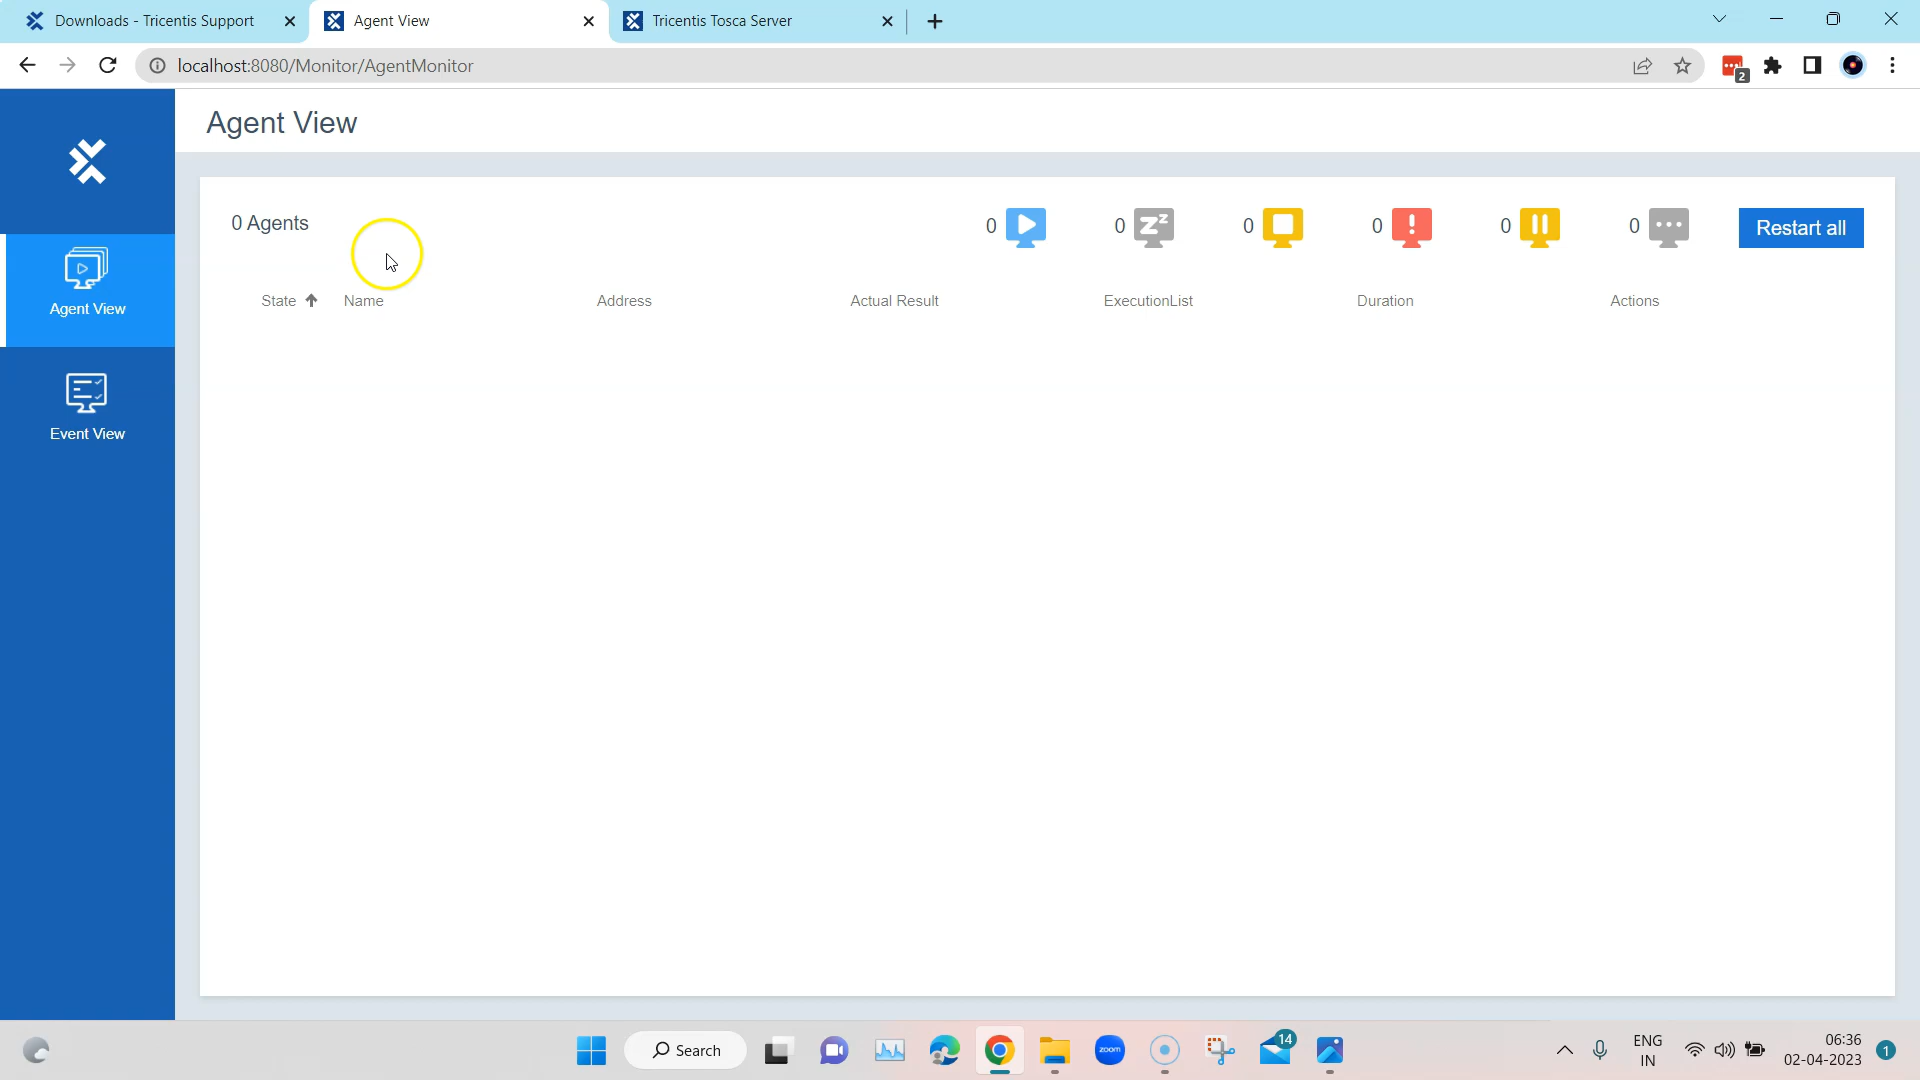 Downloads - Tricentis Support
Agent View
Tricentis Tosca Server
localhost:8080/Monitor/AgentMonitor
2
Agent View
0 Agents
0
0
zzz
0
0
!
0
0
Restart all
State
Name
Address
Actual Result
ExecutionList
Duration
Actions
Agent View
Event View
Search
zoom
14
ENG
IN
06:36
02-04-2023
1